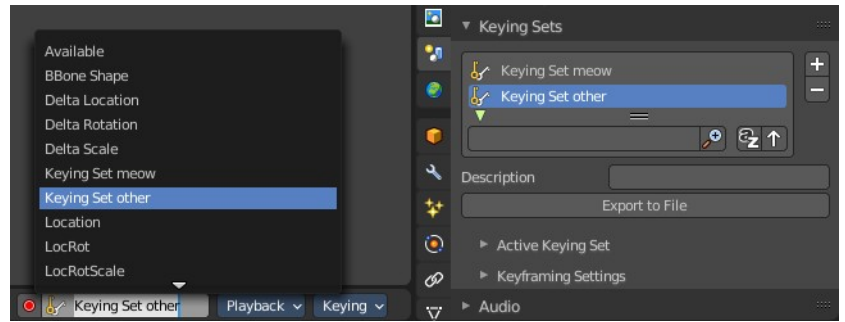 Available
BBone Shape
Delta Location
Delta Rotation
Delta Scale
Keying Set meow
Keying Set other
Location
LocRot
LocRotScale
Keying Set other
Playback
Keying
Keying Sets
Keying Set meow
Keying Set other
Description
Export to File
Active Keying Set
Keyframing Settings
Audio